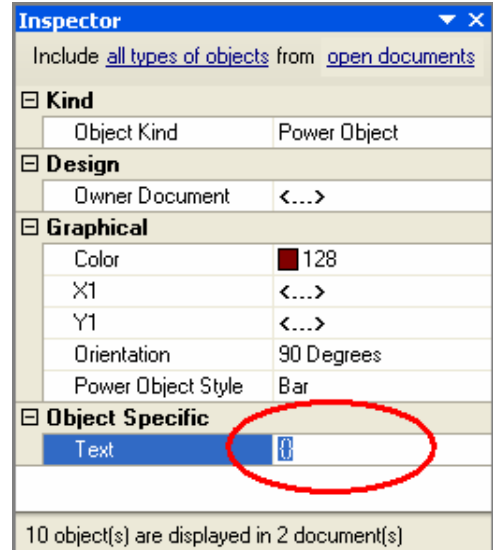 Inspector
Include all types of objects from open documents
Kind
Object Kind Power Object
Design
Owner Document <...>
Graphical
Color 128
X1 <...>
Y1 <...>
Orientation 90 Degrees
Power Object Style Bar
Object Specific
Text {}
10 object(s) are displayed in 2 document(s)